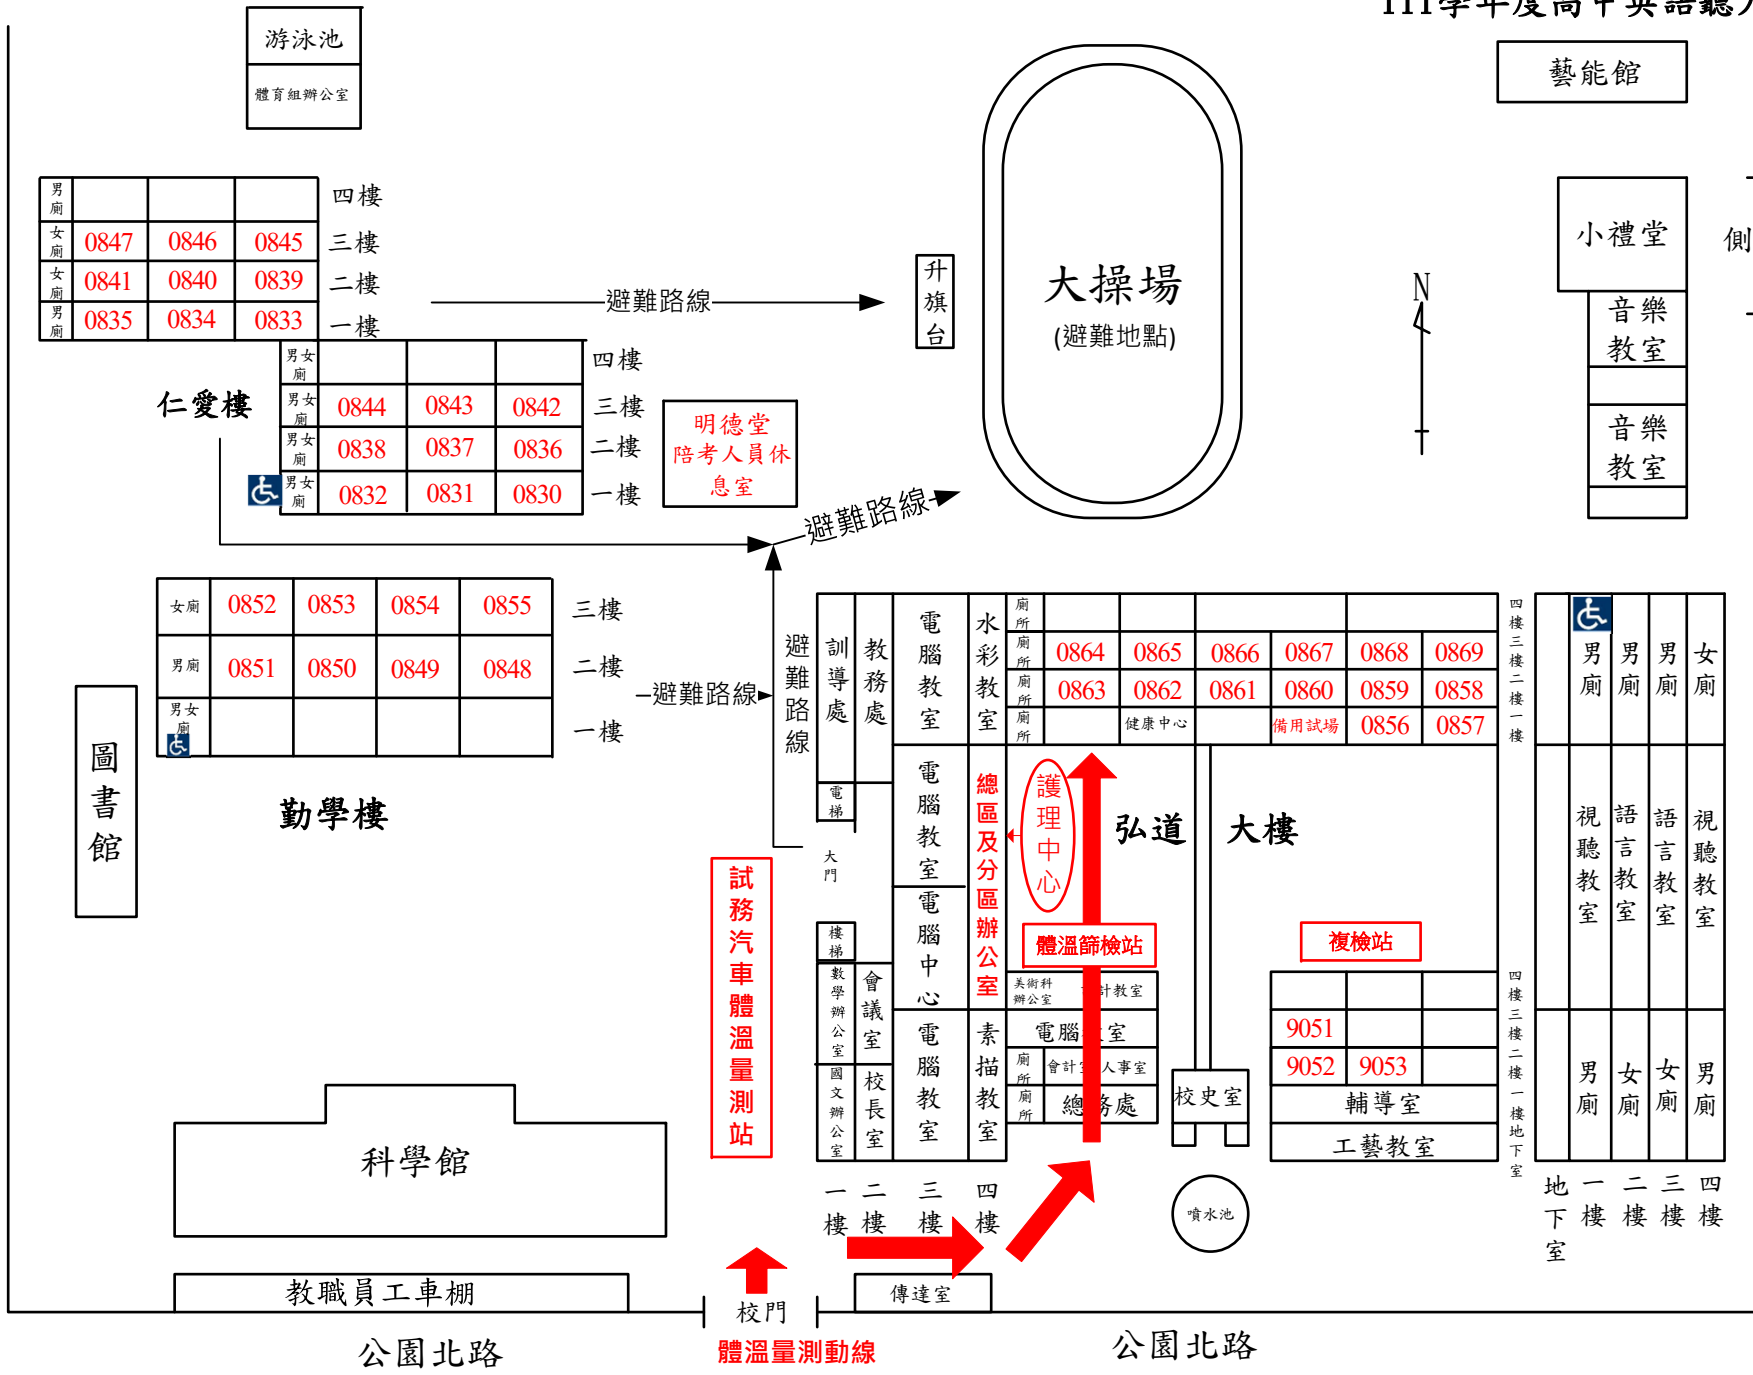 111學年度高中英語聽
游泳池
體育組辦公室
藝能館
男廁 四樓
女廁 0847 0846 0845 三樓
女廁 0841 0840 0839 二樓
男廁 0835 0834 0833 一樓
避難路線
升旗台
大操場
(避難地點)
N
小禮堂
側
音樂教室
音樂教室
仁愛樓
男女廁 四樓
男女廁 0844 0843 0842 三樓
男女廁 0838 0837 0836 二樓
男女廁 0832 0831 0830 一樓
明德堂
陪考人員休
息室
避難路線
女廁 0852 0853 0854 0855 三樓
男廁 0851 0850 0849 0848 二樓
男女廁 一樓
避難路線
避難路線
勤學樓
圖書館
訓導處
教務處
電腦教室
水彩教室
廁所
廁所 0864 0865 0866 0867 0868 0869
廁所 0863 0862 0861 0860 0859 0858
廁所 健康中心 備用試場 0856 0857
四樓三樓二樓一樓
男廁
男廁
男廁
女廁
電梯
大門
樓梯
電腦教室
電腦中心
總區及分區辦公室
護理中心
弘道 大樓
視聽教室
語言教室
語言教室
視聽教室
試務汽車體溫量測站
體溫篩檢站
複檢站
數學辦公室
會議室
國文辦公室
校長室
電腦教室
素描教室
美術科
辦公室
計教室
電腦 室
廁所 會計 人事室
廁所 總務處
校史室
9051
9052 9053
輔導室
工藝教室
四樓三樓二樓一樓地下室
男廁
女廁
女廁
男廁
一樓
二樓
三樓
四樓
噴水池
地下室
一樓
二樓
三樓
四樓
科學館
教職員工車棚
校門
傳達室
體溫量測動線
公園北路
公園北路